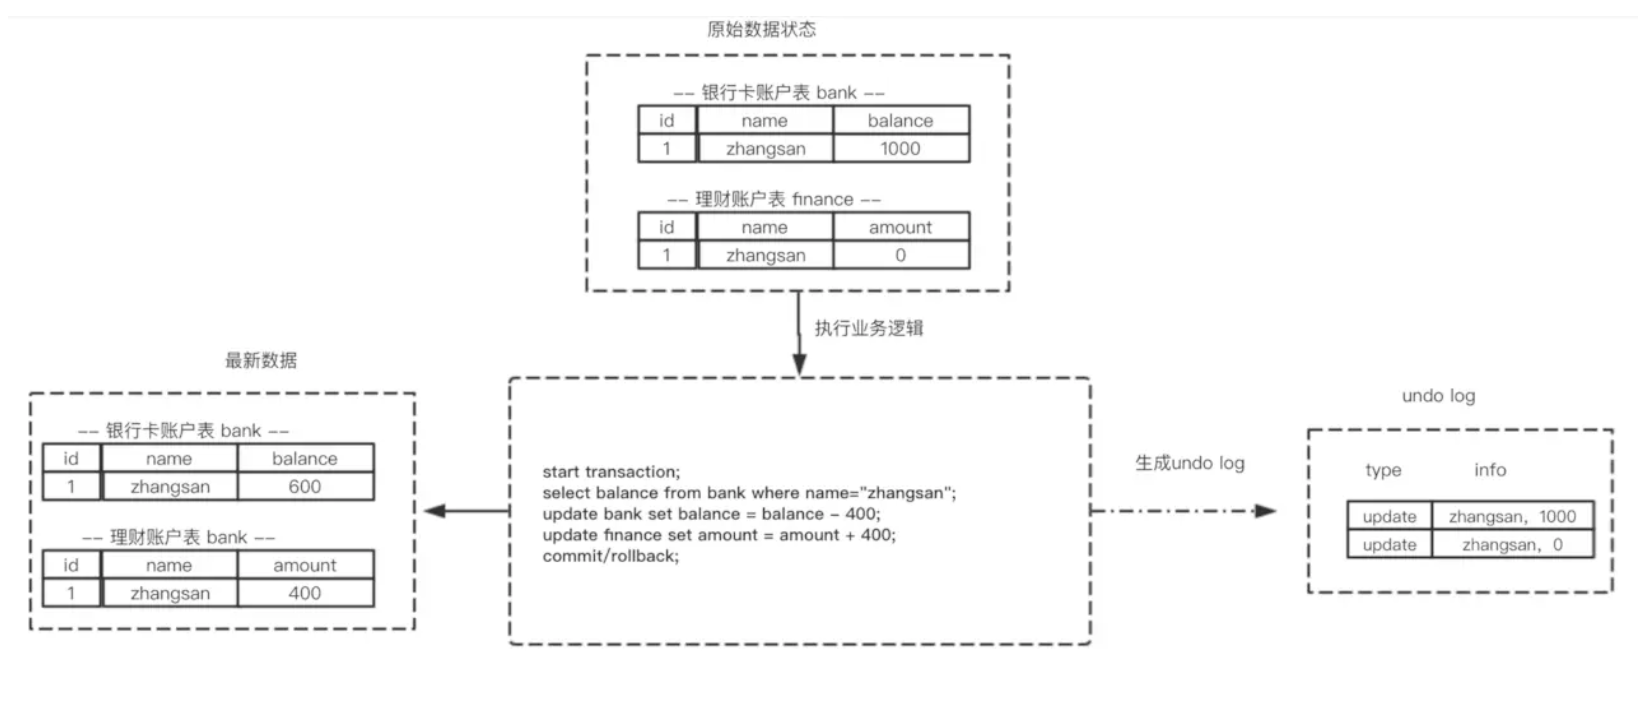 原始数据状态
-- 银行卡账户表 bank --
id name balance
1 zhangsan 1000
-- 理财账户表 finance --
id name amount
1 zhangsan 0
执行业务逻辑
最新数据
-- 银行卡账户表 bank --
id name balance
1 zhangsan 600
-- 理财账户表 bank --
id name amount
1 zhangsan 400
start transaction;
select balance from bank where name="zhangsan";
update bank set balance = balance - 400;
update finance set amount = amount + 400;
commit/rollback;
生成undo log
undo log
type info
update zhangsan, 1000
update zhangsan, 0